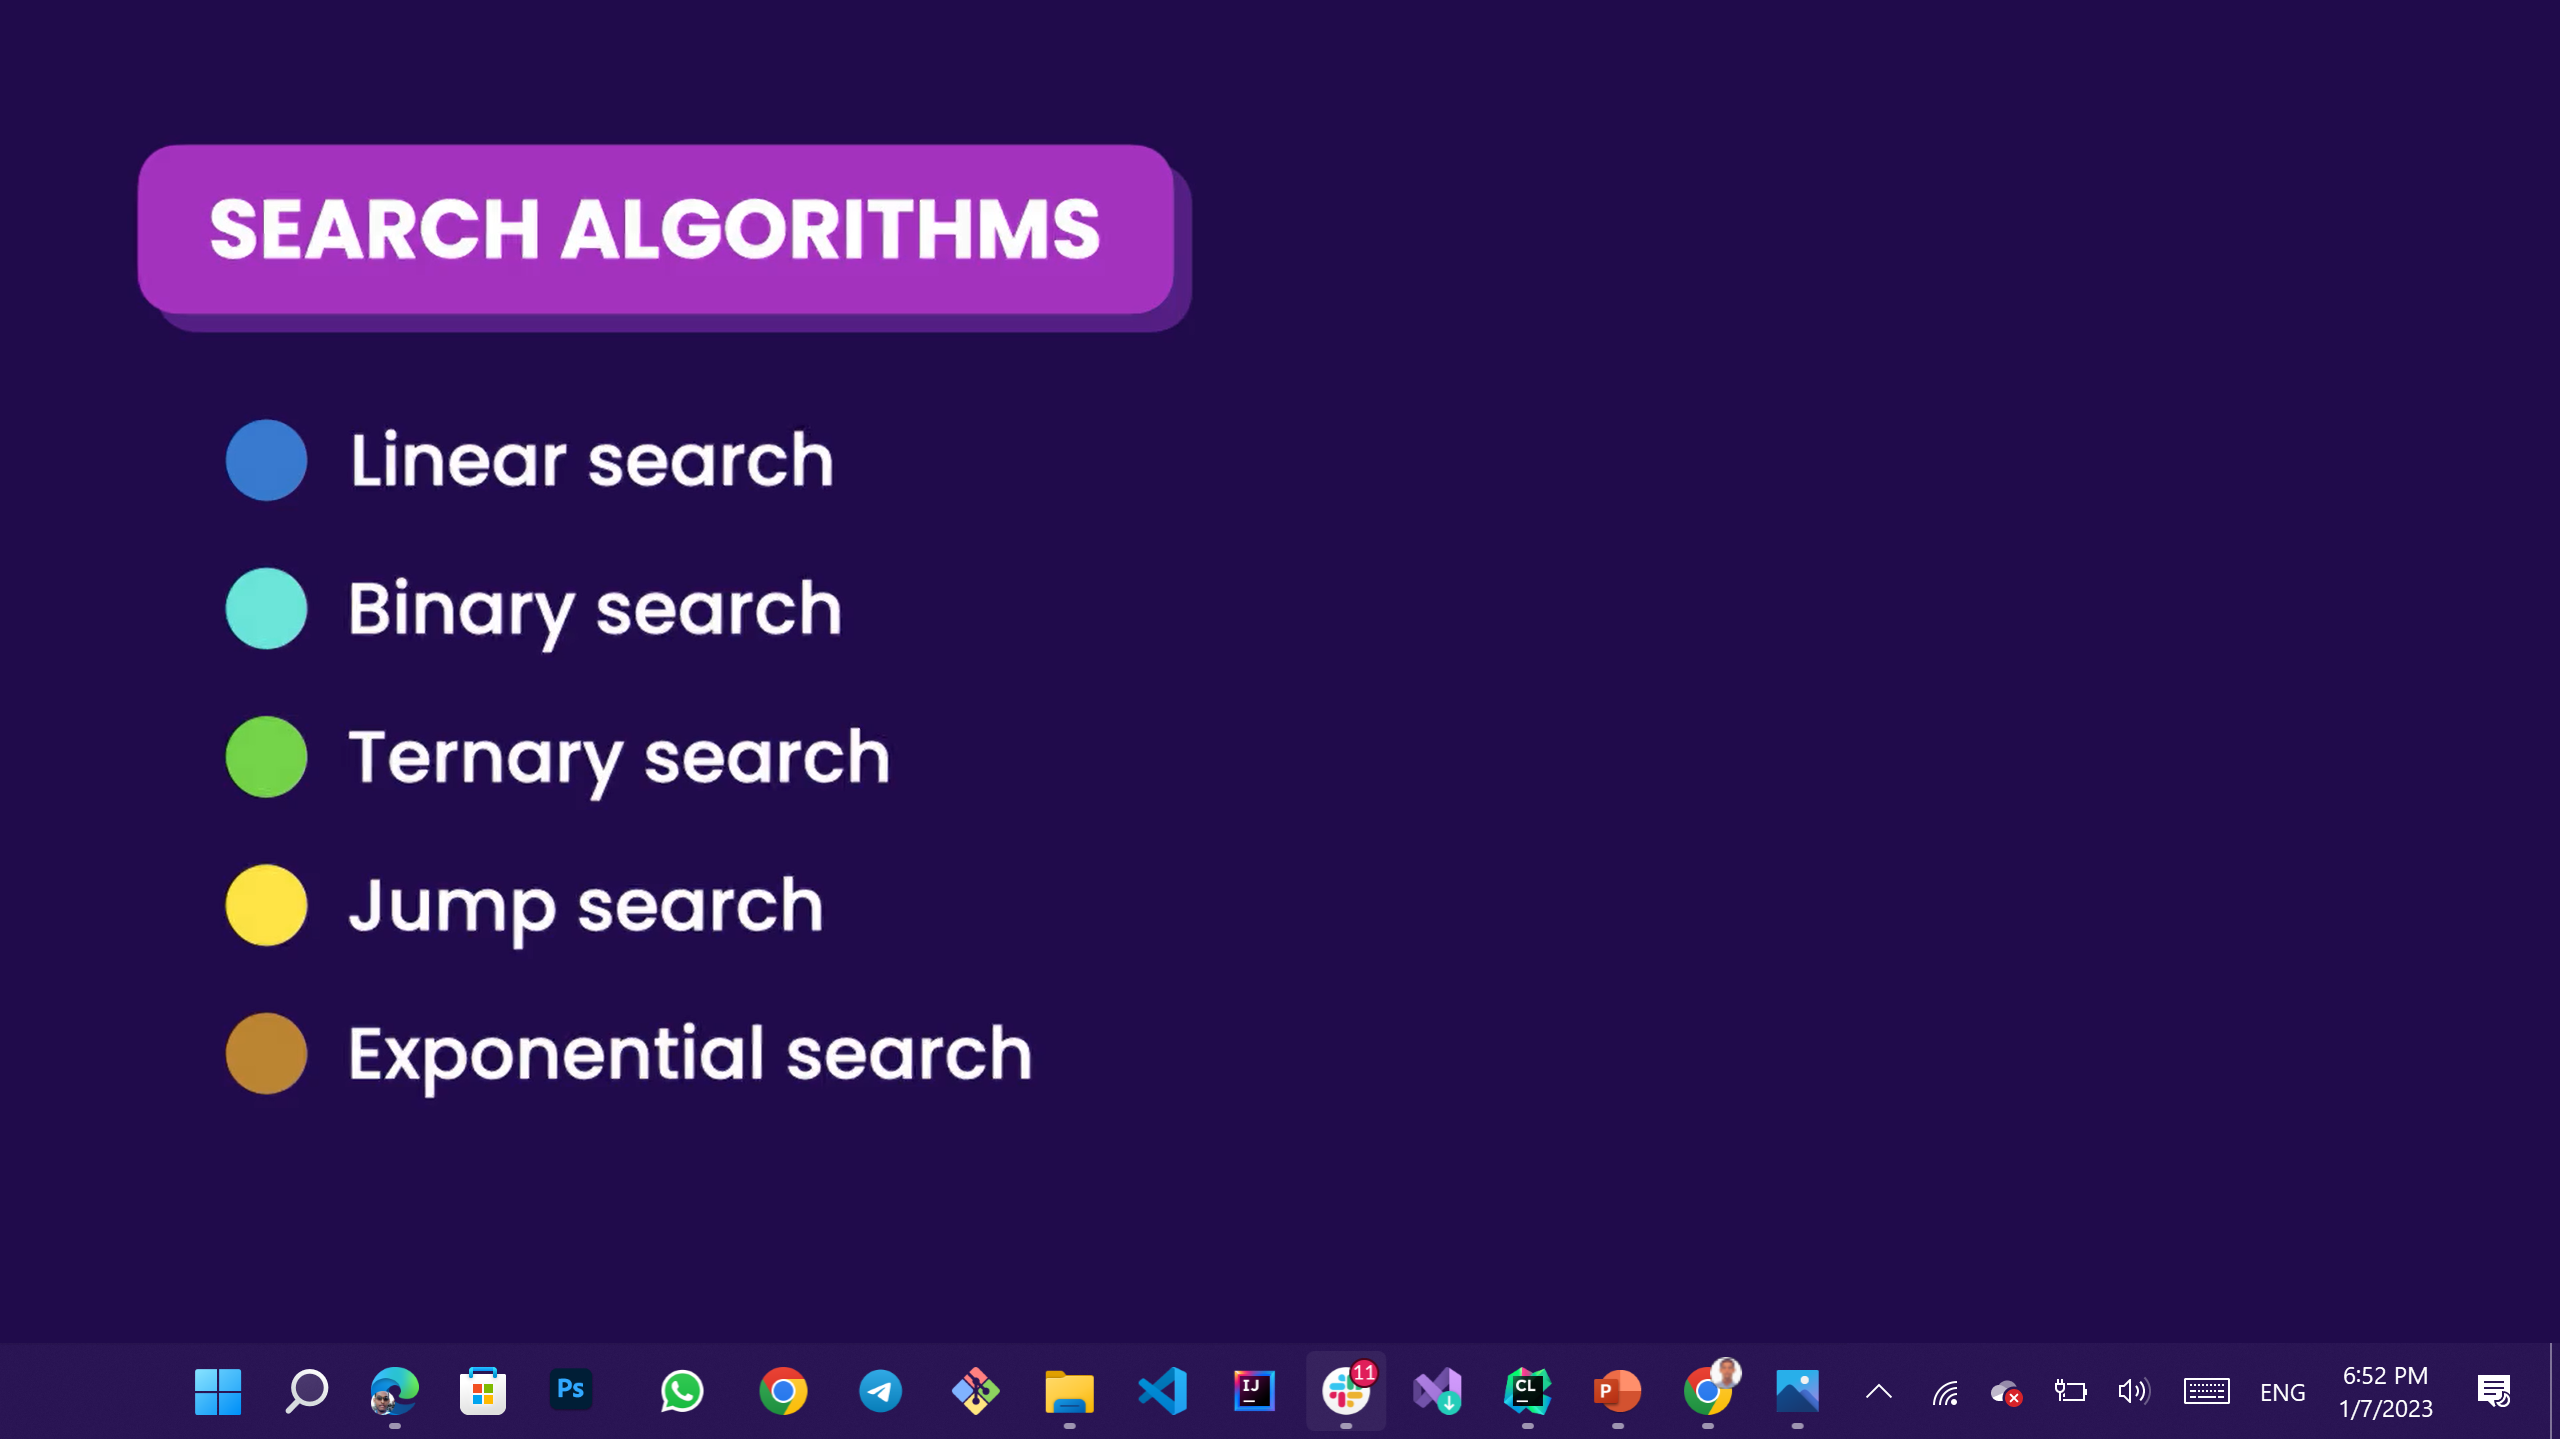 SEARCH ALGORITHMS
Linear search
Binary search
Ternary search
Jump search
Exponential search
Ps
IJ
11
CL
P
ENG
6:52 PM
1/7/2023